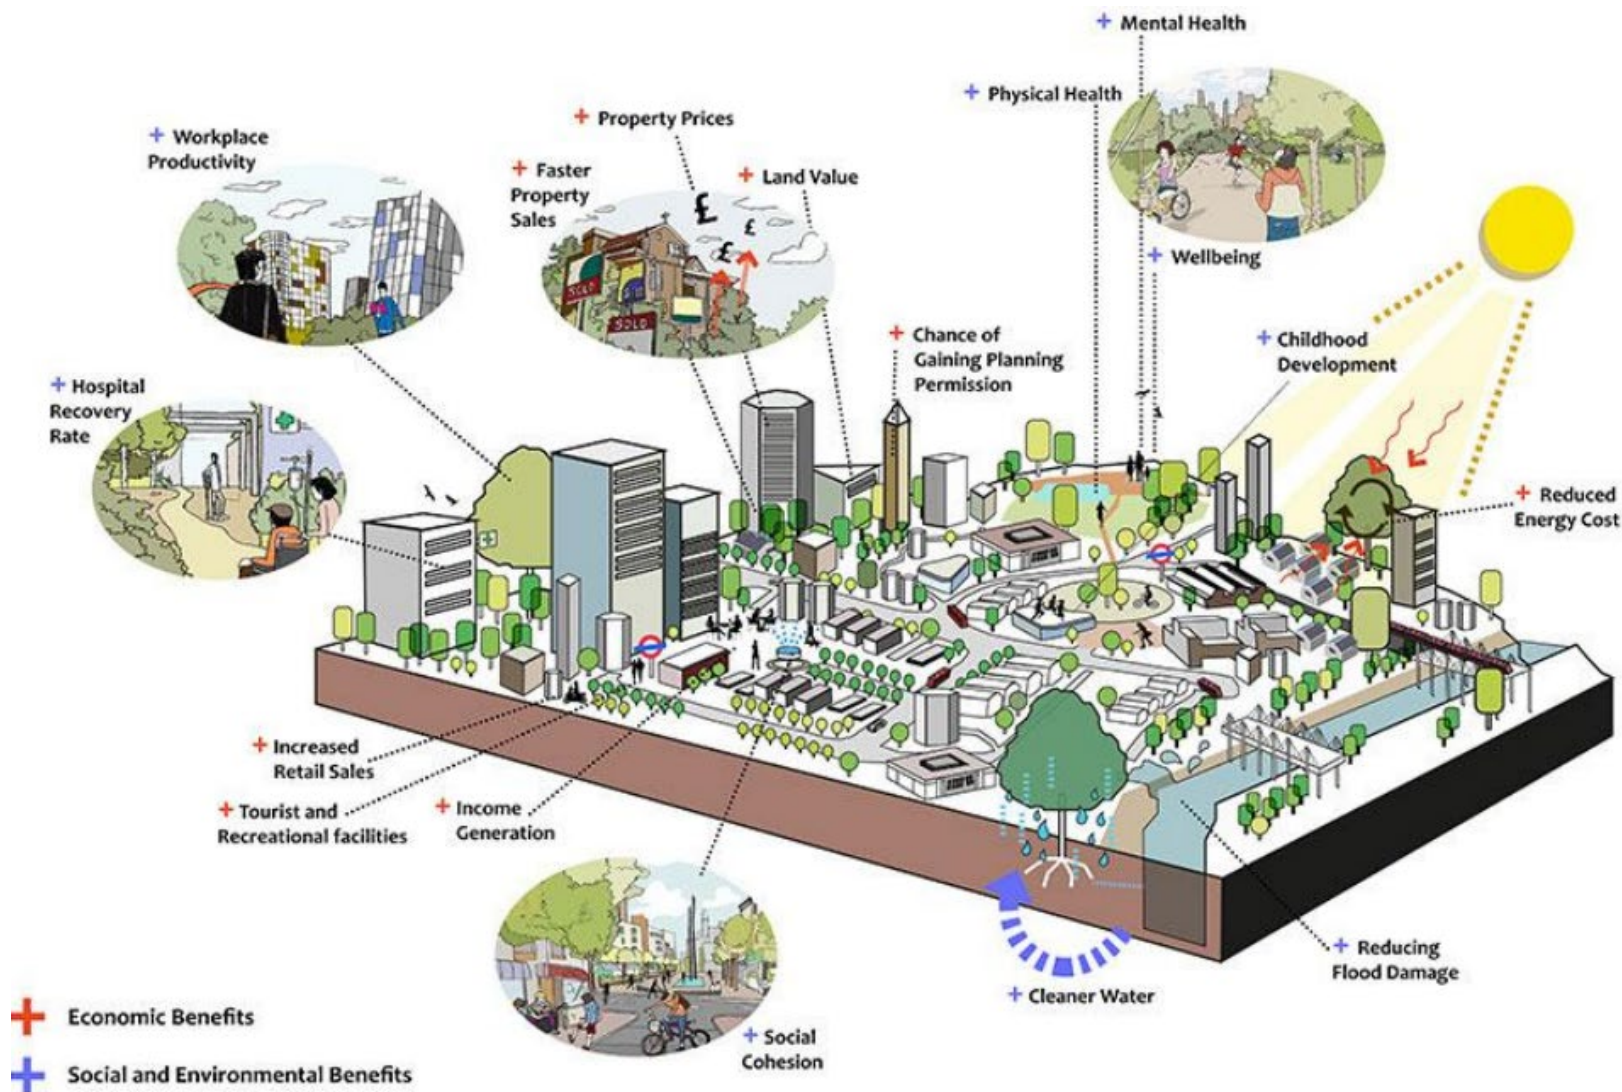 + Mental Health
+ Physical Health
+ Property Prices
+ Workplace
Productivity
+ Faster
Property
Sales
+ Land Value
£
£
£
SOLD
SOLD
+ Wellbeing
+ Chance of
Gaining Planning
Permission
+ Childhood
Development
+ Hospital
Recovery
Rate
+ Reduced
Energy Cost
+ Increased
Retail Sales
+ Tourist and
Recreational facilities
+ Income
Generation
+ Reducing
Flood Damage
+ Cleaner Water
+ Social
Cohesion
+ Economic Benefits
+ Social and Environmental Benefits